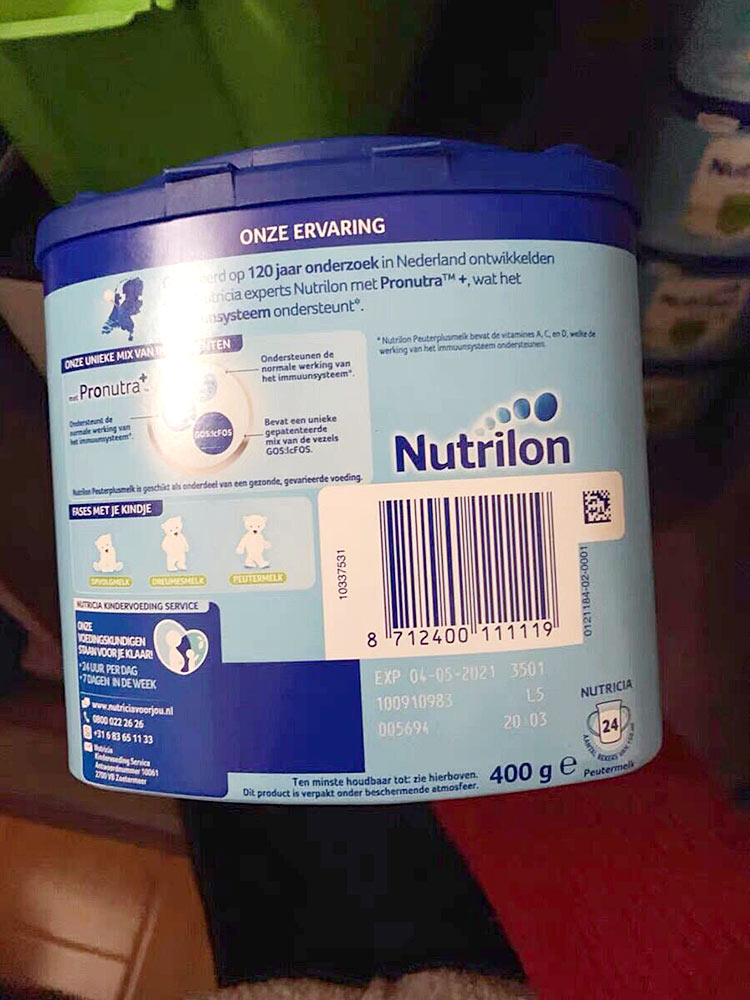 ONZE ERVARING
erd op 120 jaar onderzoek in Nederland ontwikkelden
tricia experts Nutrilon met Pronutra™ +, wat het
nsysteem ondersteunt*.
* Nutrilon Peuterplusmelk bevat de vitamines A, C, en D, welke de
werking van het immuunsysteem ondersteunen.
ONZE UNIEKE MIX VAN IN ENTEN
met Pronutra+
Ondersteunen de
normale werking van
het immuunsysteem*.
Ondersteunt de
normale werking van
het immuunsysteem*.
GOS:lcFOS
Bevat een unieke
gepatenteerde
mix van de vezels
GOS:lcFOS.
Nutrilon Peuterplusmelk is geschikt als onderdeel van een gezonde, gevarieerde voeding.
Nutrilon
FASES MET JE KINDJE
OPVOLGMELK
DREUMESMELK
PEUTERMELK
10337531
8 712400 111119
0121184-02-0001
NUTRICIA KINDERVOEDING SERVICE
ONZE
VOEDINGSKUNDIGEN
STAAN VOOR JE KLAAR!
*24 UUR PER DAG
*7 DAGEN IN DE WEEK
www.nutriciavoorjou.nl
0800 022 26 26
+31 6 83 65 11 33
Nutricia
Kindervoeding Service
Antwoordnummer 10061
2700 VB Zoetermeer
EXP 04-05-2021 3501
100910983 L5
005694 20:03
NUTRICIA
24
Peutermelk
Ten minste houdbaar tot: zie hierboven.
Dit product is verpakt onder beschermende atmosfeer.
400 g e